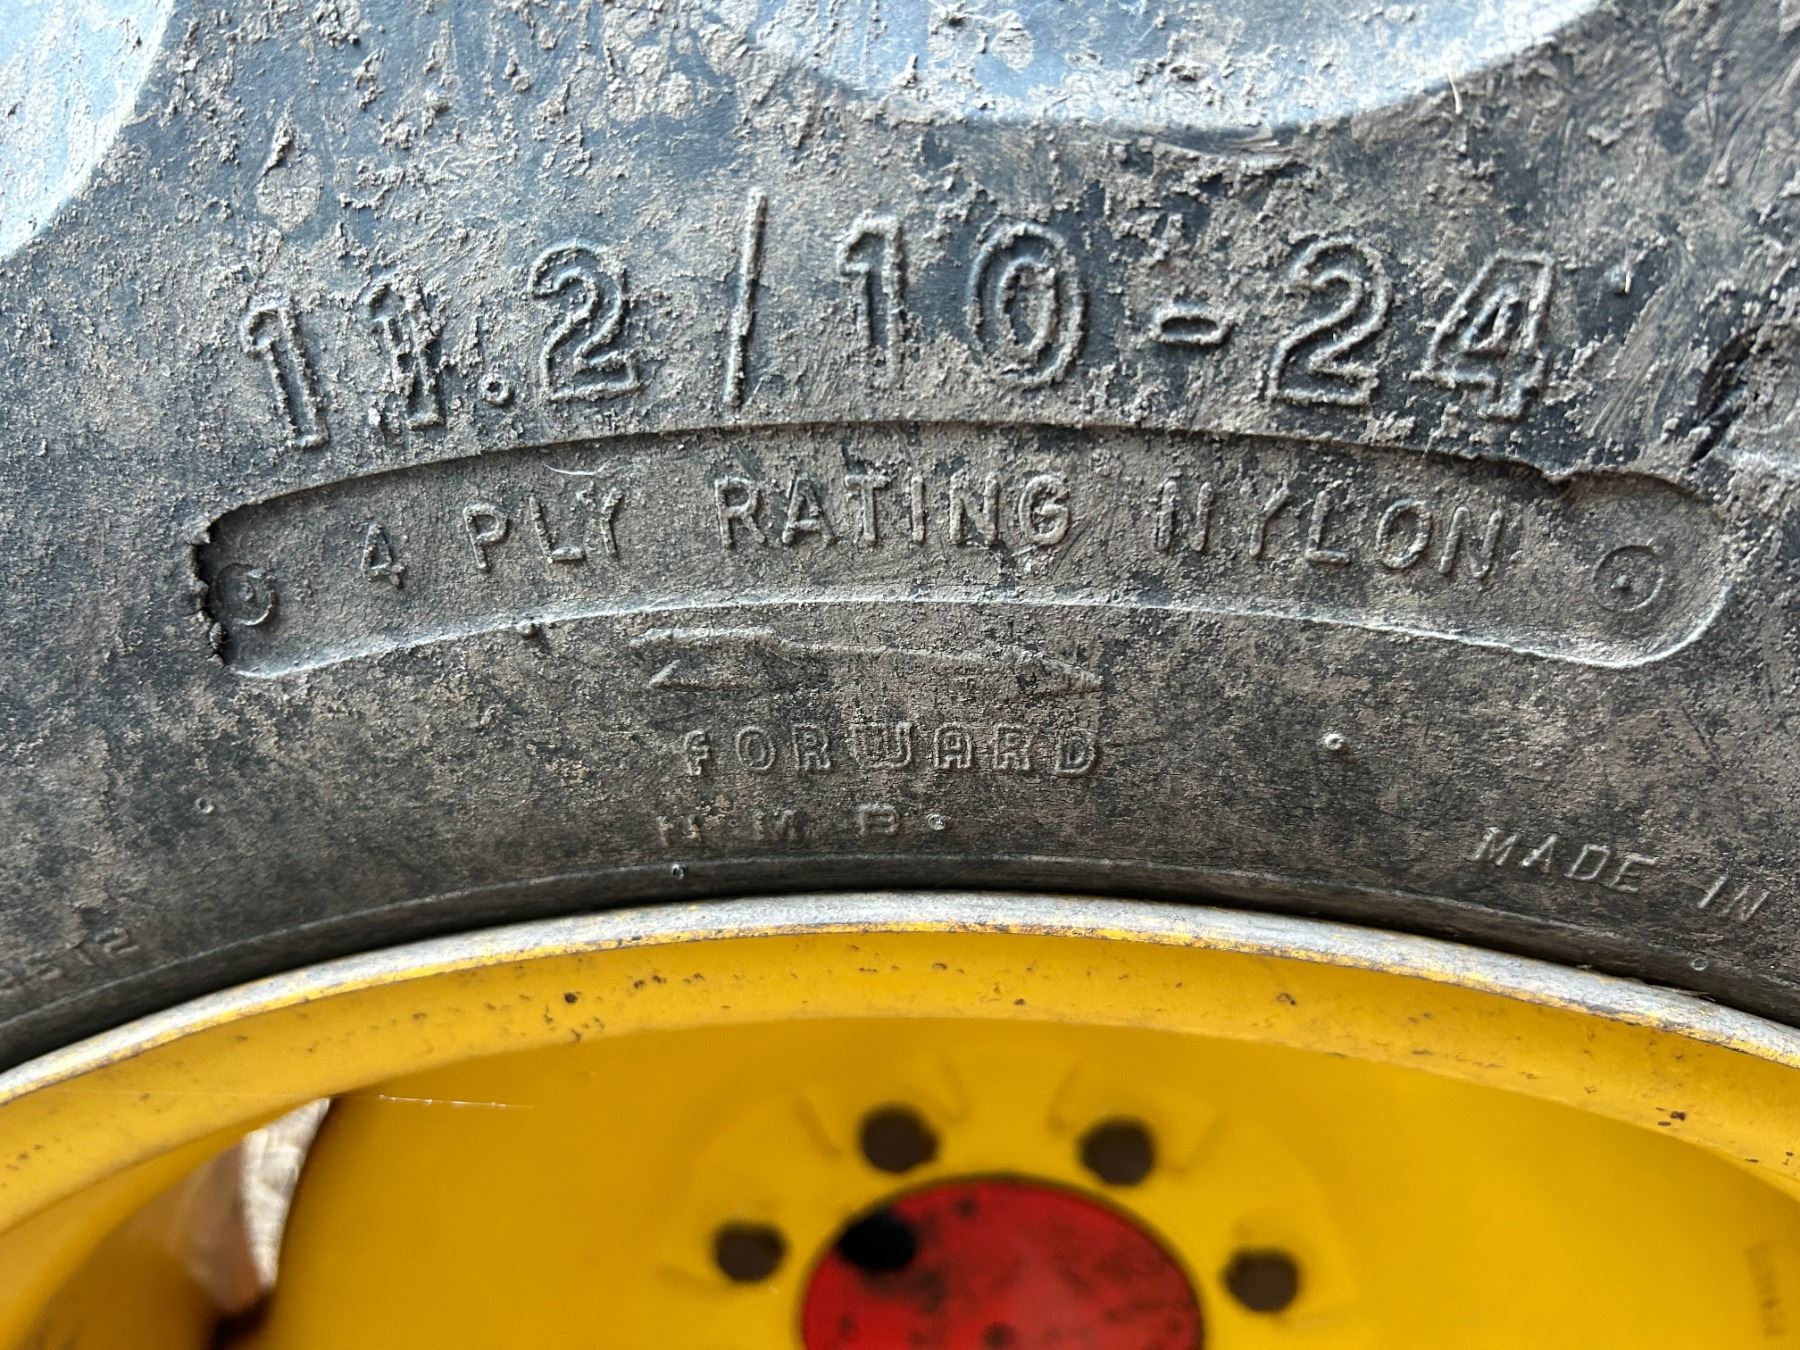 11.2/10-24
4 PLY RATING NYLON
FORWARD
MADE IN